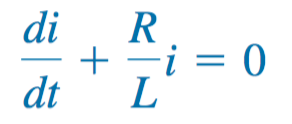 di/dt + R/L i = 0